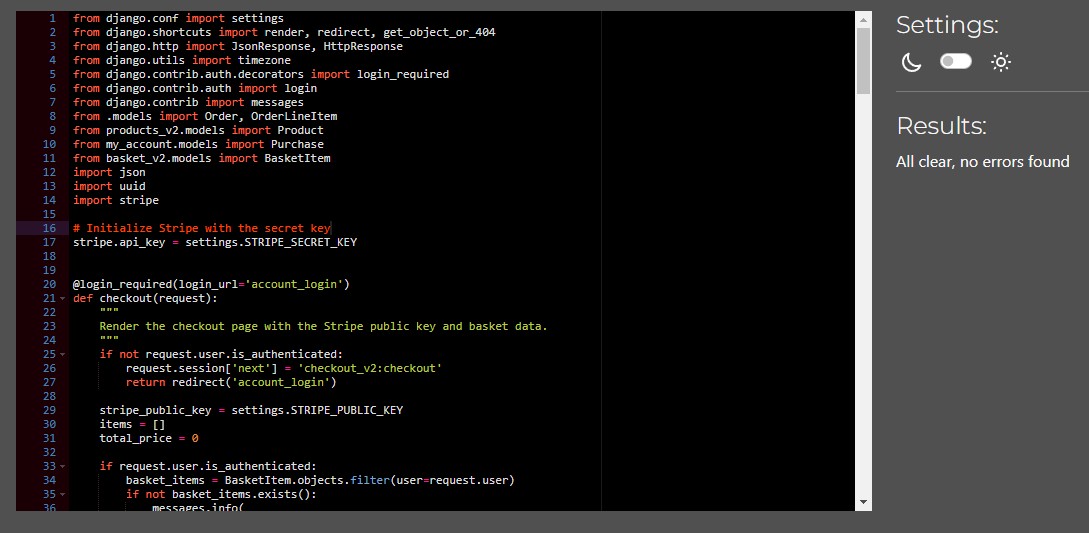 1 from django.conf import settings
2 from django.shortcuts import render, redirect, get_object_or_404
3 from django.http import JsonResponse, HttpResponse
4 from django.utils import timezone
5 from django.contrib.auth.decorators import login_required
6 from django.contrib.auth import login
7 from django.contrib import messages
8 from .models import Order, OrderLineItem
9 from products_v2.models import Product
10 from my_account.models import Purchase
11 from basket_v2.models import BasketItem
12 import json
13 import uuid
14 import stripe
15
16 # Initialize Stripe with the secret key
17 stripe.api_key = settings.STRIPE_SECRET_KEY
18
19
20 @login_required(login_url='account_login')
21 def checkout(request):
22     """
23     Render the checkout page with the Stripe public key and basket data.
24     """
25     if not request.user.is_authenticated:
26         request.session['next'] = 'checkout_v2:checkout'
27         return redirect('account_login')
28
29     stripe_public_key = settings.STRIPE_PUBLIC_KEY
30     items = []
31     total_price = 0
32
33     if request.user.is_authenticated:
34         basket_items = BasketItem.objects.filter(user=request.user)
35         if not basket_items.exists():
36             messages.info(
Settings:
Results:
All clear, no errors found